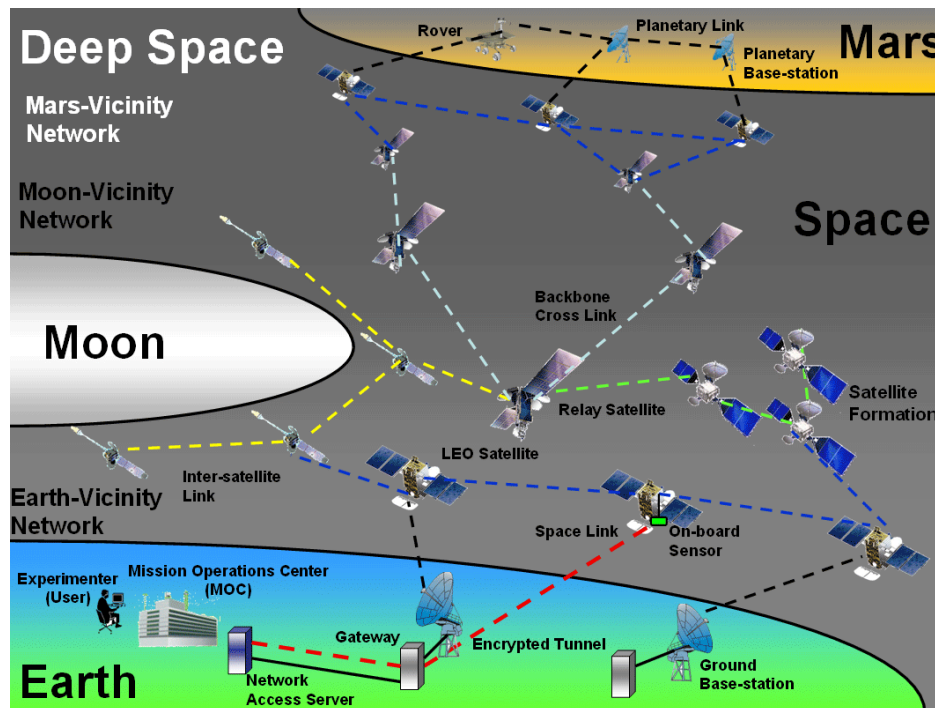 Deep Space
Mars
Rover
Planetary Link
Planetary
Base-station
Mars-Vicinity
Network
Moon-Vicinity
Network
Space
Backbone
Cross Link
Moon
Relay Satellite
Satellite
Formation
LEO Satellite
Inter-satellite
Link
Earth-Vicinity
Network
Space Link
On-board
Sensor
Experimenter
(User)
Mission Operations Center
(MOC)
Gateway
Encrypted Tunnel
Network
Access Server
Ground
Base-station
Earth